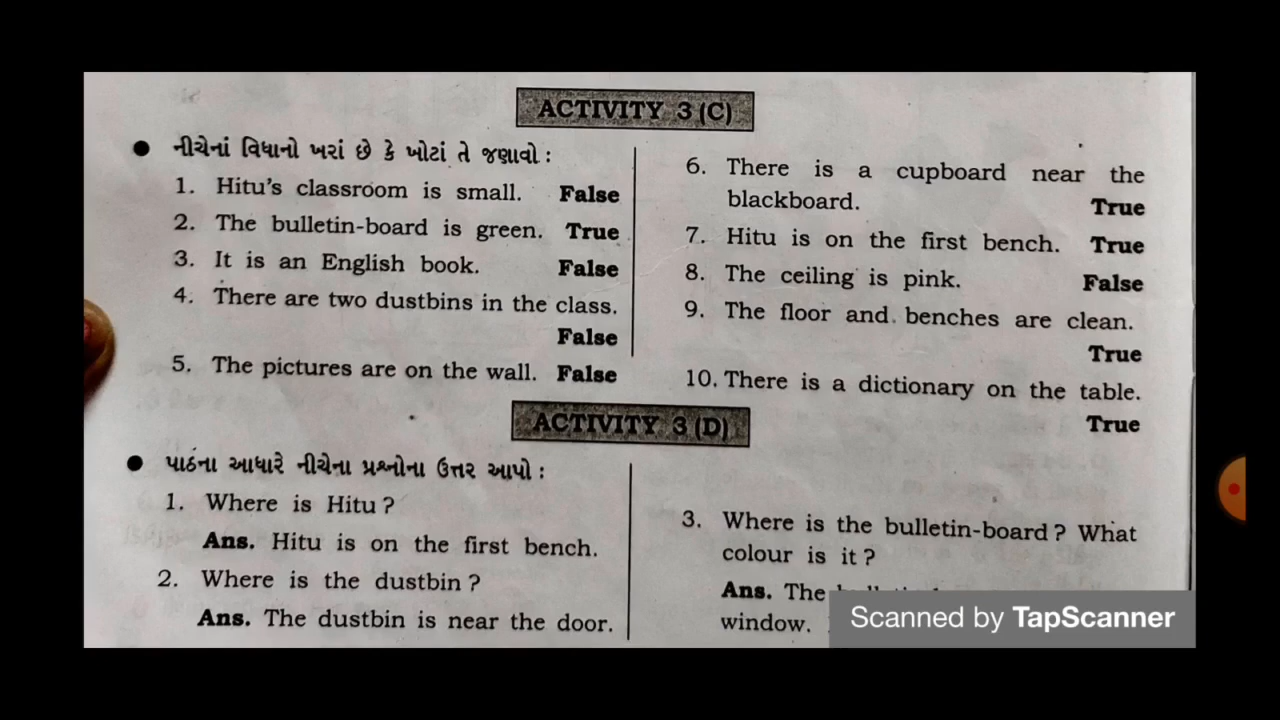 ACTIVITY 3 (C)
● નીચેનાં વિધાનો ખરાં છે કે ખોટાં તે જણાવો :
1. Hitu's classroom is small. False
2. The bulletin-board is green. True
3. It is an English book. False
4. There are two dustbins in the class.
False
5. The pictures are on the wall. False
6. There is a cupboard near the
blackboard. True
7. Hitu is on the first bench. True
8. The ceiling is pink. False
9. The floor and benches are clean.
True
10. There is a dictionary on the table.
True
ACTIVITY 3 (D)
● પાઠના આધારે નીચેના પ્રશ્નોના ઉત્તર આપો :
1. Where is Hitu ?
Ans. Hitu is on the first bench.
2. Where is the dustbin ?
Ans. The dustbin is near the door.
3. Where is the bulletin-board ? What
colour is it ?
Ans. The
window.
Scanned by TapScanner